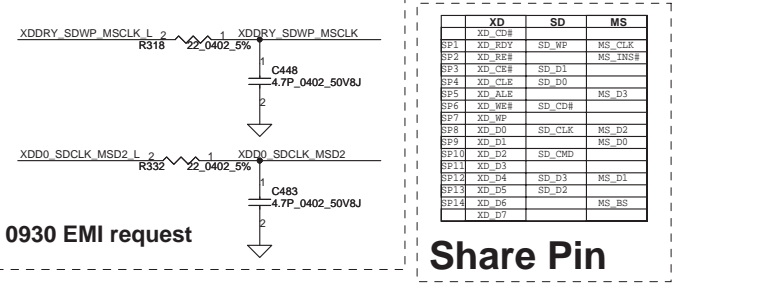 XDDRY_SDWP_MSCLK_L 2 1 XDDRY_SDWP_MSCLK
R318 22_0402_5%
1
C448
4.7P_0402_50V8J
2
XDD0_SDCLK_MSD2_L 2 1 XDD0_SDCLK_MSD2
R332 22_0402_5%
1
C483
4.7P_0402_50V8J
2
0930 EMI request
XD SD MS
XD_CD#
SP1 XD_RDY SD_WP MS_CLK
SP2 XD_RE# MS_INS#
SP3 XD_CE# SD_D1
SP4 XD_CLE SD_D0
SP5 XD_ALE MS_D3
SP6 XD_WE# SD_CD#
SP7 XD_WP
SP8 XD_D0 SD_CLK MS_D2
SP9 XD_D1 MS_D0
SP10 XD_D2 SD_CMD
SP11 XD_D3
SP12 XD_D4 SD_D3 MS_D1
SP13 XD_D5 SD_D2
SP14 XD_D6 MS_BS
XD_D7
Share Pin